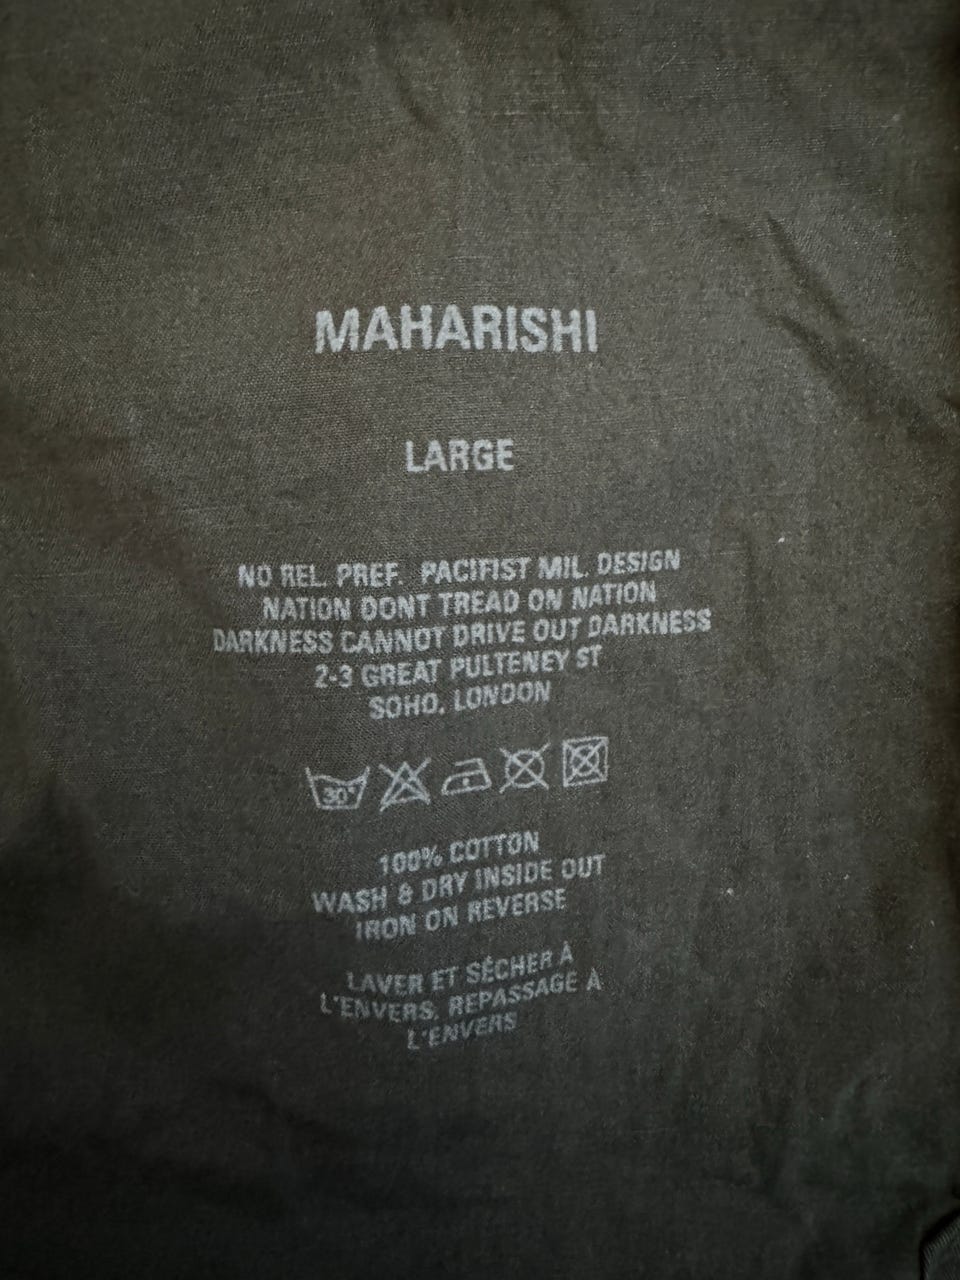 MAHARISHI
LARGE
NO REL. PREF. PACIFIST MIL. DESIGN
NATION DONT TREAD ON NATION
DARKNESS CANNOT DRIVE OUT DARKNESS
2-3 GREAT PULTENEY ST
SOHO, LONDON
30°
100% COTTON
WASH & DRY INSIDE OUT
IRON ON REVERSE
LAVER ET SÉCHER À
L'ENVERS, REPASSAGE À
L'ENVERS